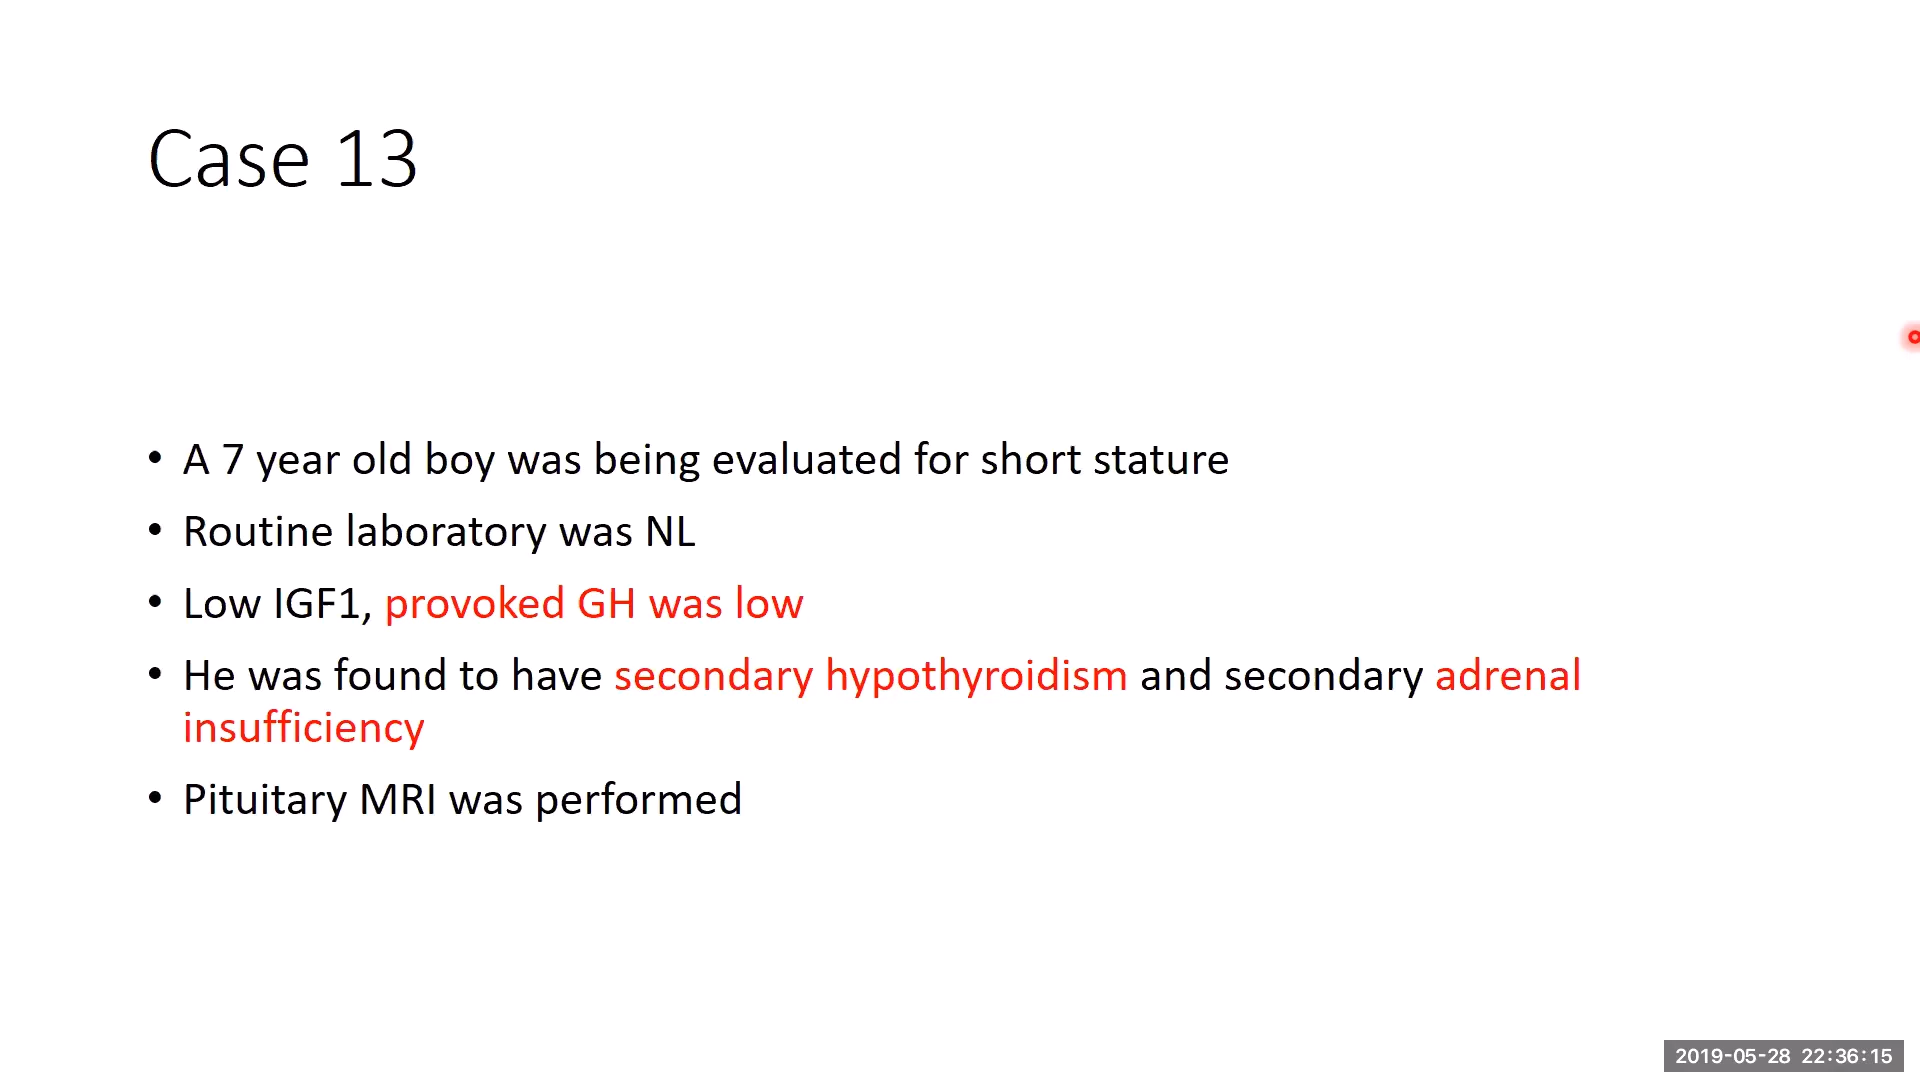 Case 13
• A 7 year old boy was being evaluated for short stature
• Routine laboratory was NL
• Low IGF1, provoked GH was low
• He was found to have secondary hypothyroidism and secondary adrenal
insufficiency
• Pituitary MRI was performed
2019-05-28 22:36:15